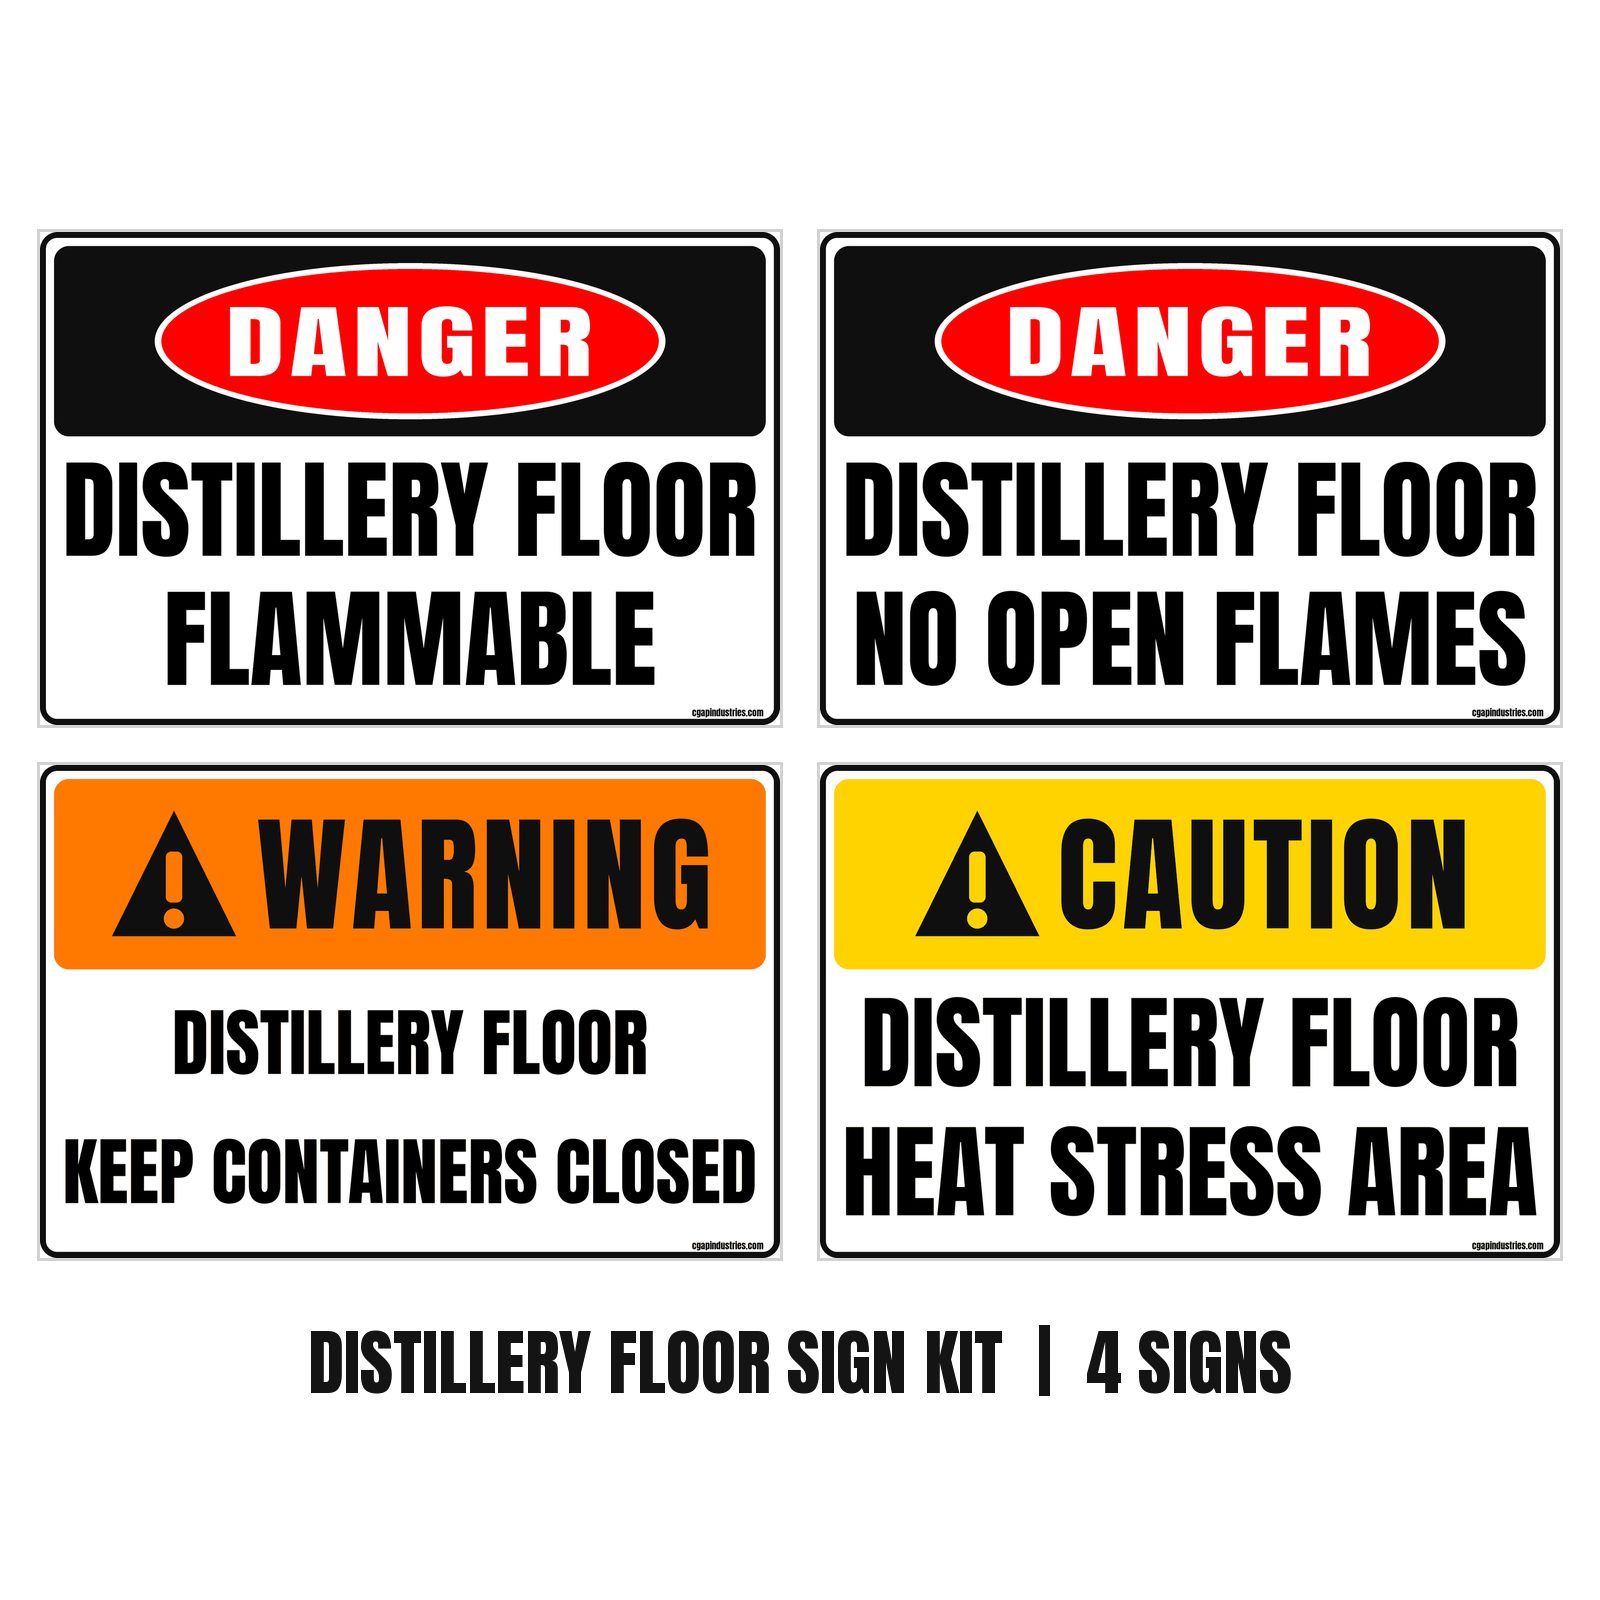 DANGER
DISTILLERY FLOOR
FLAMMABLE
cgapindustries.com
DANGER
DISTILLERY FLOOR
NO OPEN FLAMES
cgapindustries.com
WARNING
DISTILLERY FLOOR
KEEP CONTAINERS CLOSED
cgapindustries.com
CAUTION
DISTILLERY FLOOR
HEAT STRESS AREA
cgapindustries.com
DISTILLERY FLOOR SIGN KIT | 4 SIGNS